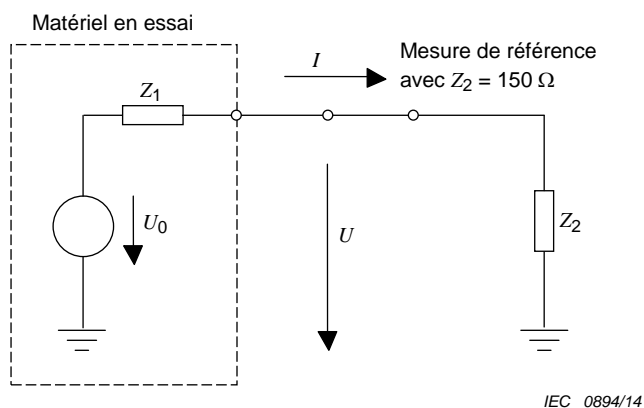 Matériel en essai
I
Mesure de référence
avec Z2 = 150 Ω
Z1
U0
U
Z2
IEC 0894/14